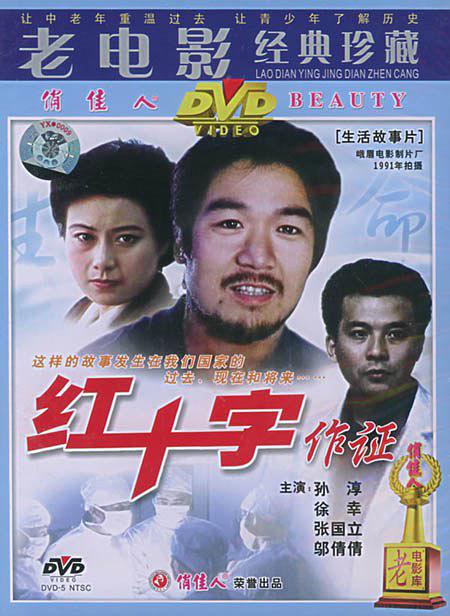 让中老年重温过去 让青少年了解历史
老电影 经典珍藏
LAO DIAN YING JING DIAN ZHEN CANG
俏佳人 DVD VIDEO BEAUTY
[生活故事片]
峨眉电影制片厂
1991年拍摄
生
命
这样的故事发生在我们国家的
过去、现在和将来……
红十字
作证
主演：孙 淳
徐 幸
张国立
邬倩倩
俏佳人
电影库
老
DVD
VIDEO
DVD-5 NTSC
俏佳人 荣誉出品